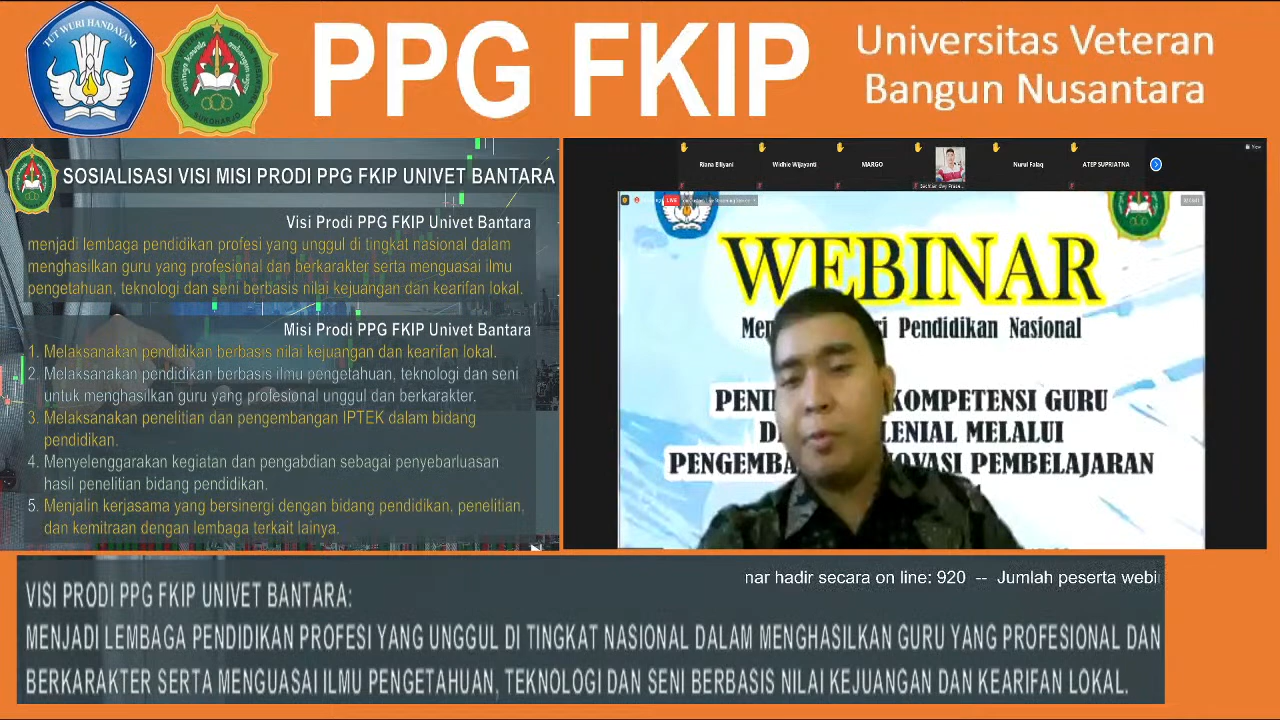 TUT WURI HANDAYANI
SUKOHARJO
PPG FKIP
Universitas Veteran
Bangun Nusantara
SOSIALISASI VISI MISI PRODI PPG FKIP UNIVET BANTARA
Visi Prodi PPG FKIP Univet Bantara
menjadi lembaga pendidikan profesi yang unggul di tingkat nasional dalam
menghasilkan guru yang profesional dan berkarakter serta menguasai ilmu
pengetahuan, teknologi dan seni berbasis nilai kejuangan dan kearifan lokal.
Misi Prodi PPG FKIP Univet Bantara
1. Melaksanakan pendidikan berbasis nilai kejuangan dan kearifan lokal.
2. Melaksanakan pendidikan berbasis ilmu pengetahuan, teknologi dan seni
untuk menghasilkan guru yang profesional unggul dan berkarakter.
3. Melaksanakan penelitian dan pengembangan IPTEK dalam bidang
pendidikan.
4. Menyelenggarakan kegiatan dan pengabdian sebagai penyebarluasan
hasil penelitian bidang pendidikan.
5. Menjalin kerjasama yang bersinergi dengan bidang pendidikan, penelitian,
dan kemitraan dengan lembaga terkait lainya.
Riana Elliyani
Widhie Wijayanti
MARGO
Nurul Falaq
ATEP SUPRIATNA
View
LIVE
WEBINAR
Pendidikan Nasional
KOMPETENSI GURU
MELALUI
PEMBELAJARAN
nar hadir secara on line: 920 -- Jumlah peserta webi
VISI PRODI PPG FKIP UNIVET BANTARA:
MENJADI LEMBAGA PENDIDIKAN PROFESI YANG UNGGUL DI TINGKAT NASIONAL DALAM MENGHASILKAN GURU YANG PROFESIONAL DAN
BERKARAKTER SERTA MENGUASAI ILMU PENGETAHUAN, TEKNOLOGI DAN SENI BERBASIS NILAI KEJUANGAN DAN KEARIFAN LOKAL.